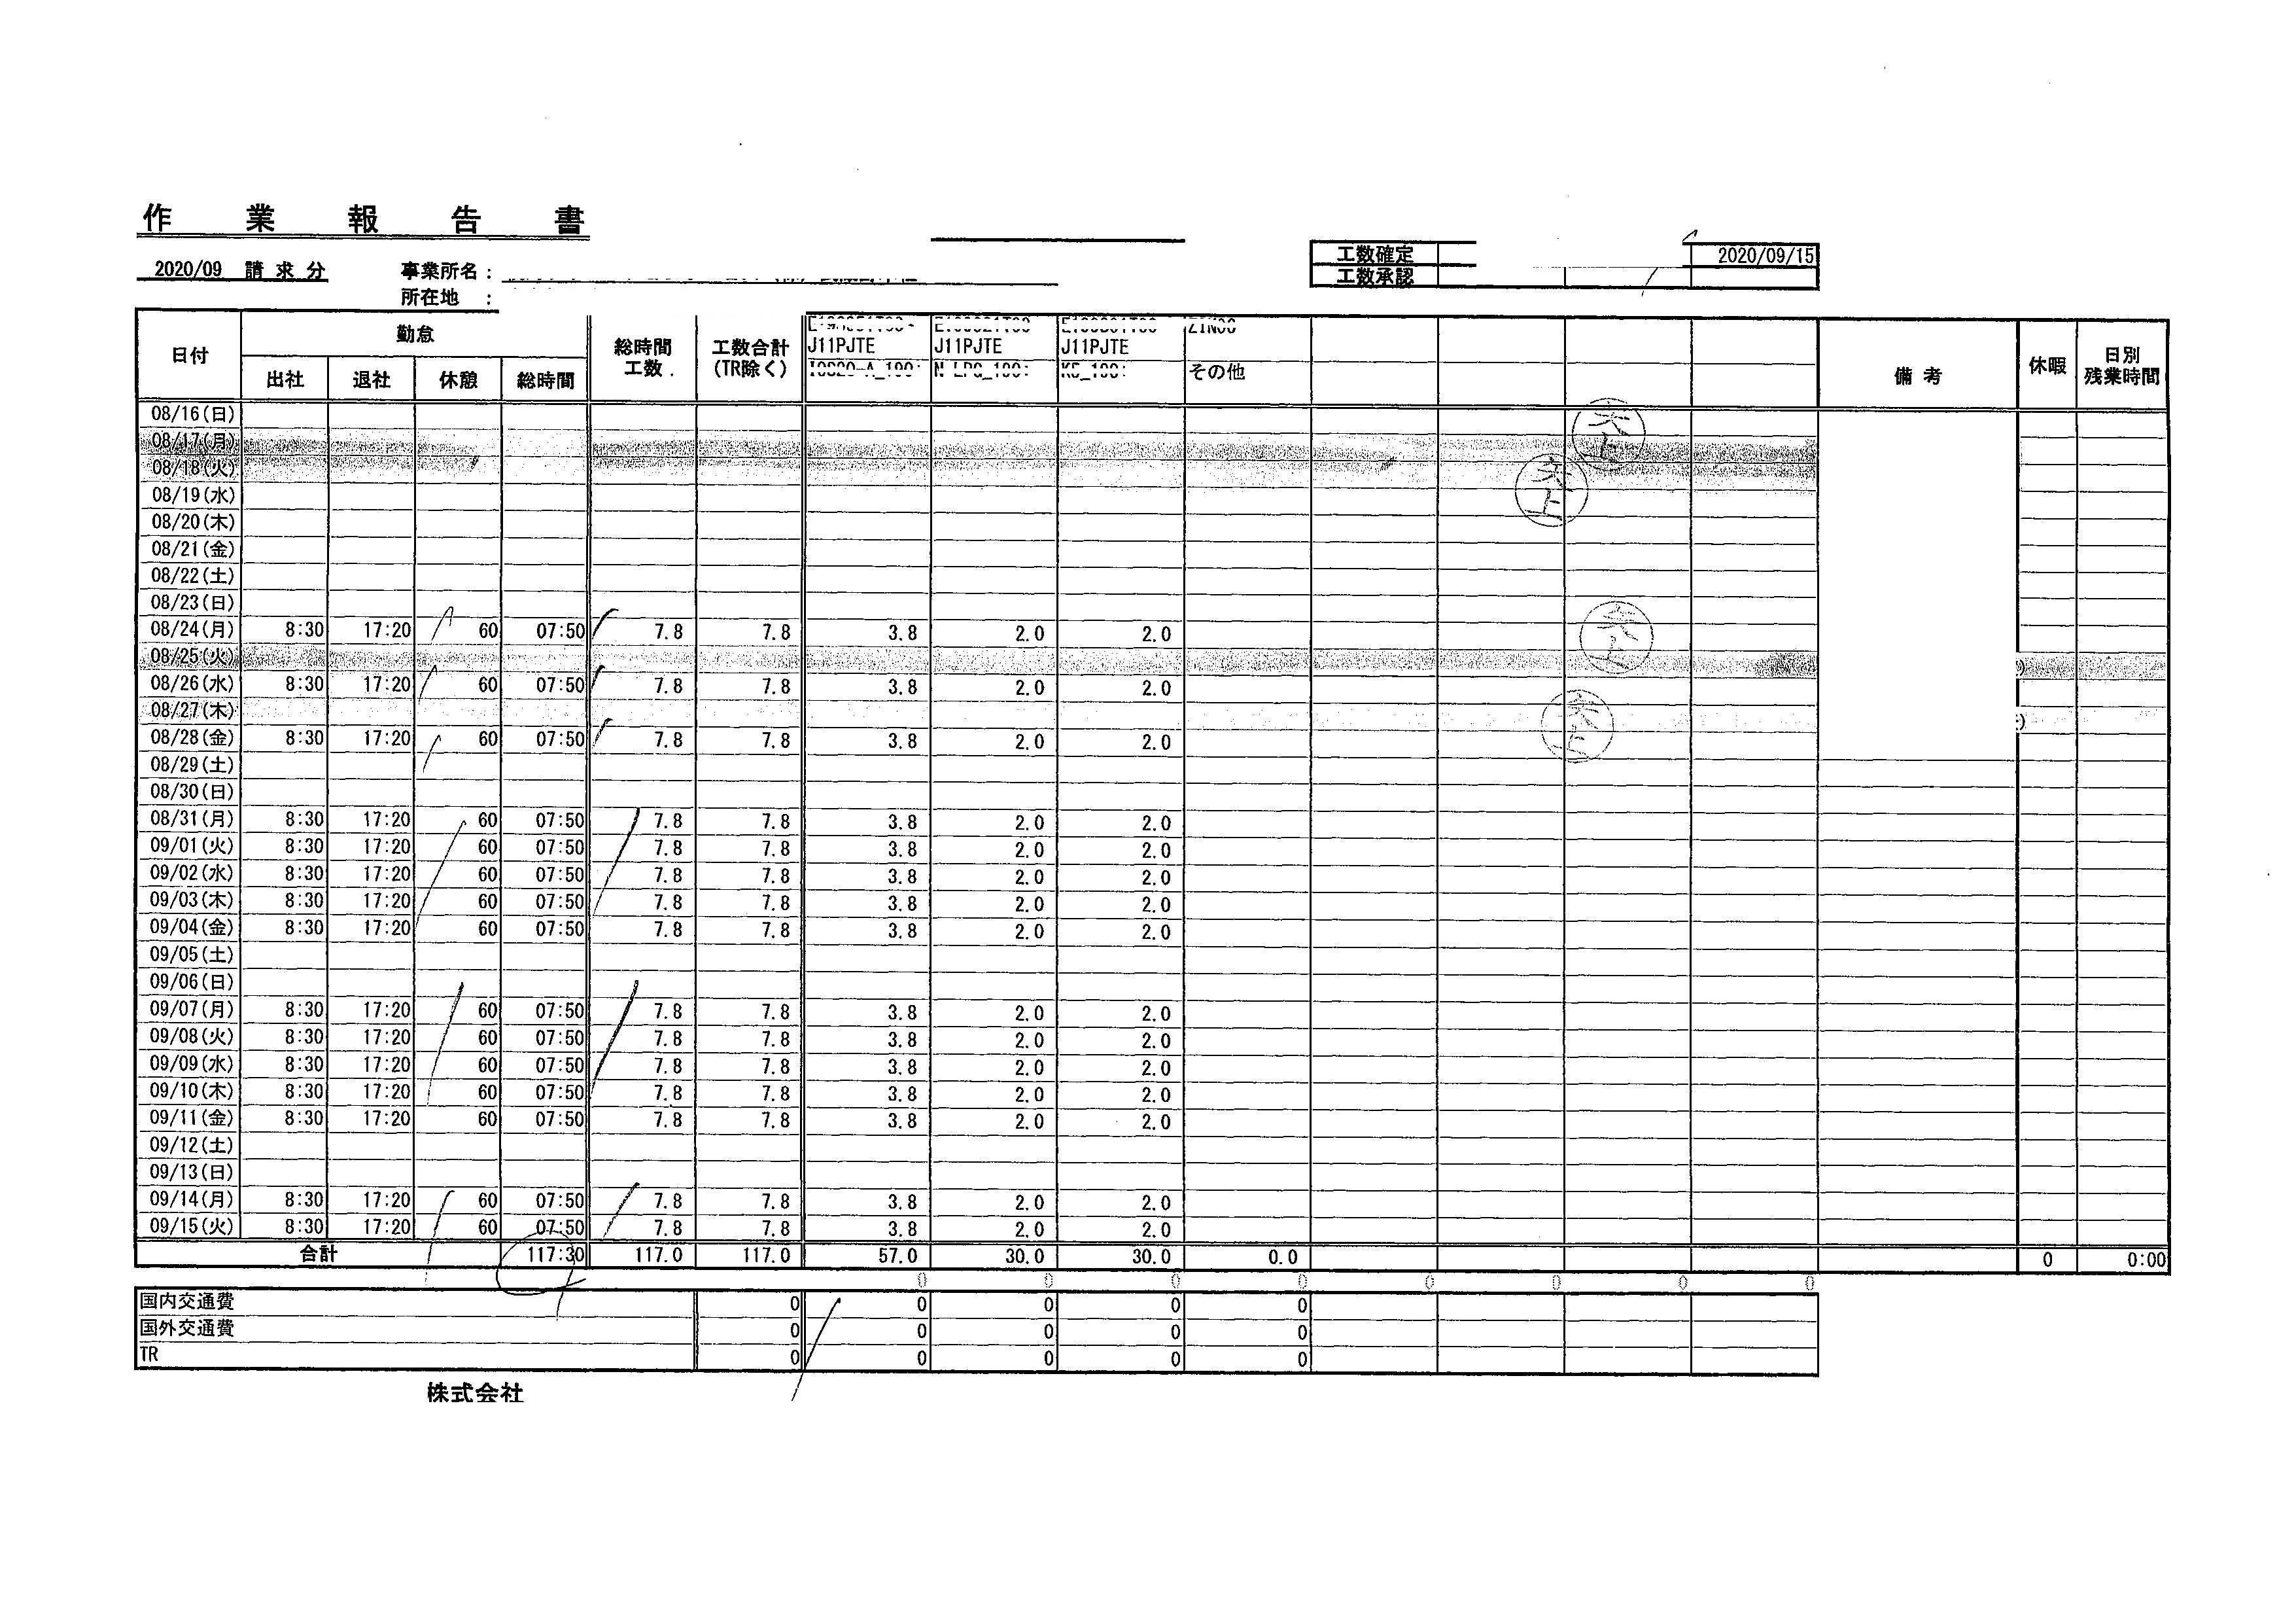 作業報告書
2020/09 請求分 事業所名：
所在地 ：
工数確定 2020/09/15
工数承認
日付 勤怠 総時間工数 工数合計(TR除く) J11PJTE J11PJTE J11PJTE その他 備考 休暇 日別残業時間
出社 退社 休憩 総時間
08/16(日)
08/17(月)
08/18(火)
08/19(水)
08/20(木)
08/21(金)
08/22(土)
08/23(日)
08/24(月) 8:30 17:20 60 07:50 7.8 7.8 3.8 2.0 2.0
08/25(火)
08/26(水) 8:30 17:20 60 07:50 7.8 7.8 3.8 2.0 2.0
08/27(木)
08/28(金) 8:30 17:20 60 07:50 7.8 7.8 3.8 2.0 2.0
08/29(土)
08/30(日)
08/31(月) 8:30 17:20 60 07:50 7.8 7.8 3.8 2.0 2.0
09/01(火) 8:30 17:20 60 07:50 7.8 7.8 3.8 2.0 2.0
09/02(水) 8:30 17:20 60 07:50 7.8 7.8 3.8 2.0 2.0
09/03(木) 8:30 17:20 60 07:50 7.8 7.8 3.8 2.0 2.0
09/04(金) 8:30 17:20 60 07:50 7.8 7.8 3.8 2.0 2.0
09/05(土)
09/06(日)
09/07(月) 8:30 17:20 60 07:50 7.8 7.8 3.8 2.0 2.0
09/08(火) 8:30 17:20 60 07:50 7.8 7.8 3.8 2.0 2.0
09/09(水) 8:30 17:20 60 07:50 7.8 7.8 3.8 2.0 2.0
09/10(木) 8:30 17:20 60 07:50 7.8 7.8 3.8 2.0 2.0
09/11(金) 8:30 17:20 60 07:50 7.8 7.8 3.8 2.0 2.0
09/12(土)
09/13(日)
09/14(月) 8:30 17:20 60 07:50 7.8 7.8 3.8 2.0 2.0
09/15(火) 8:30 17:20 60 07:50 7.8 7.8 3.8 2.0 2.0
合計 117:30 117.0 117.0 57.0 30.0 30.0 0.0 0 0:00
0 0 0 0 0 0 0 0
国内交通費 0 0 0 0 0
国外交通費 0 0 0 0 0
TR 0 0 0 0 0
株式会社